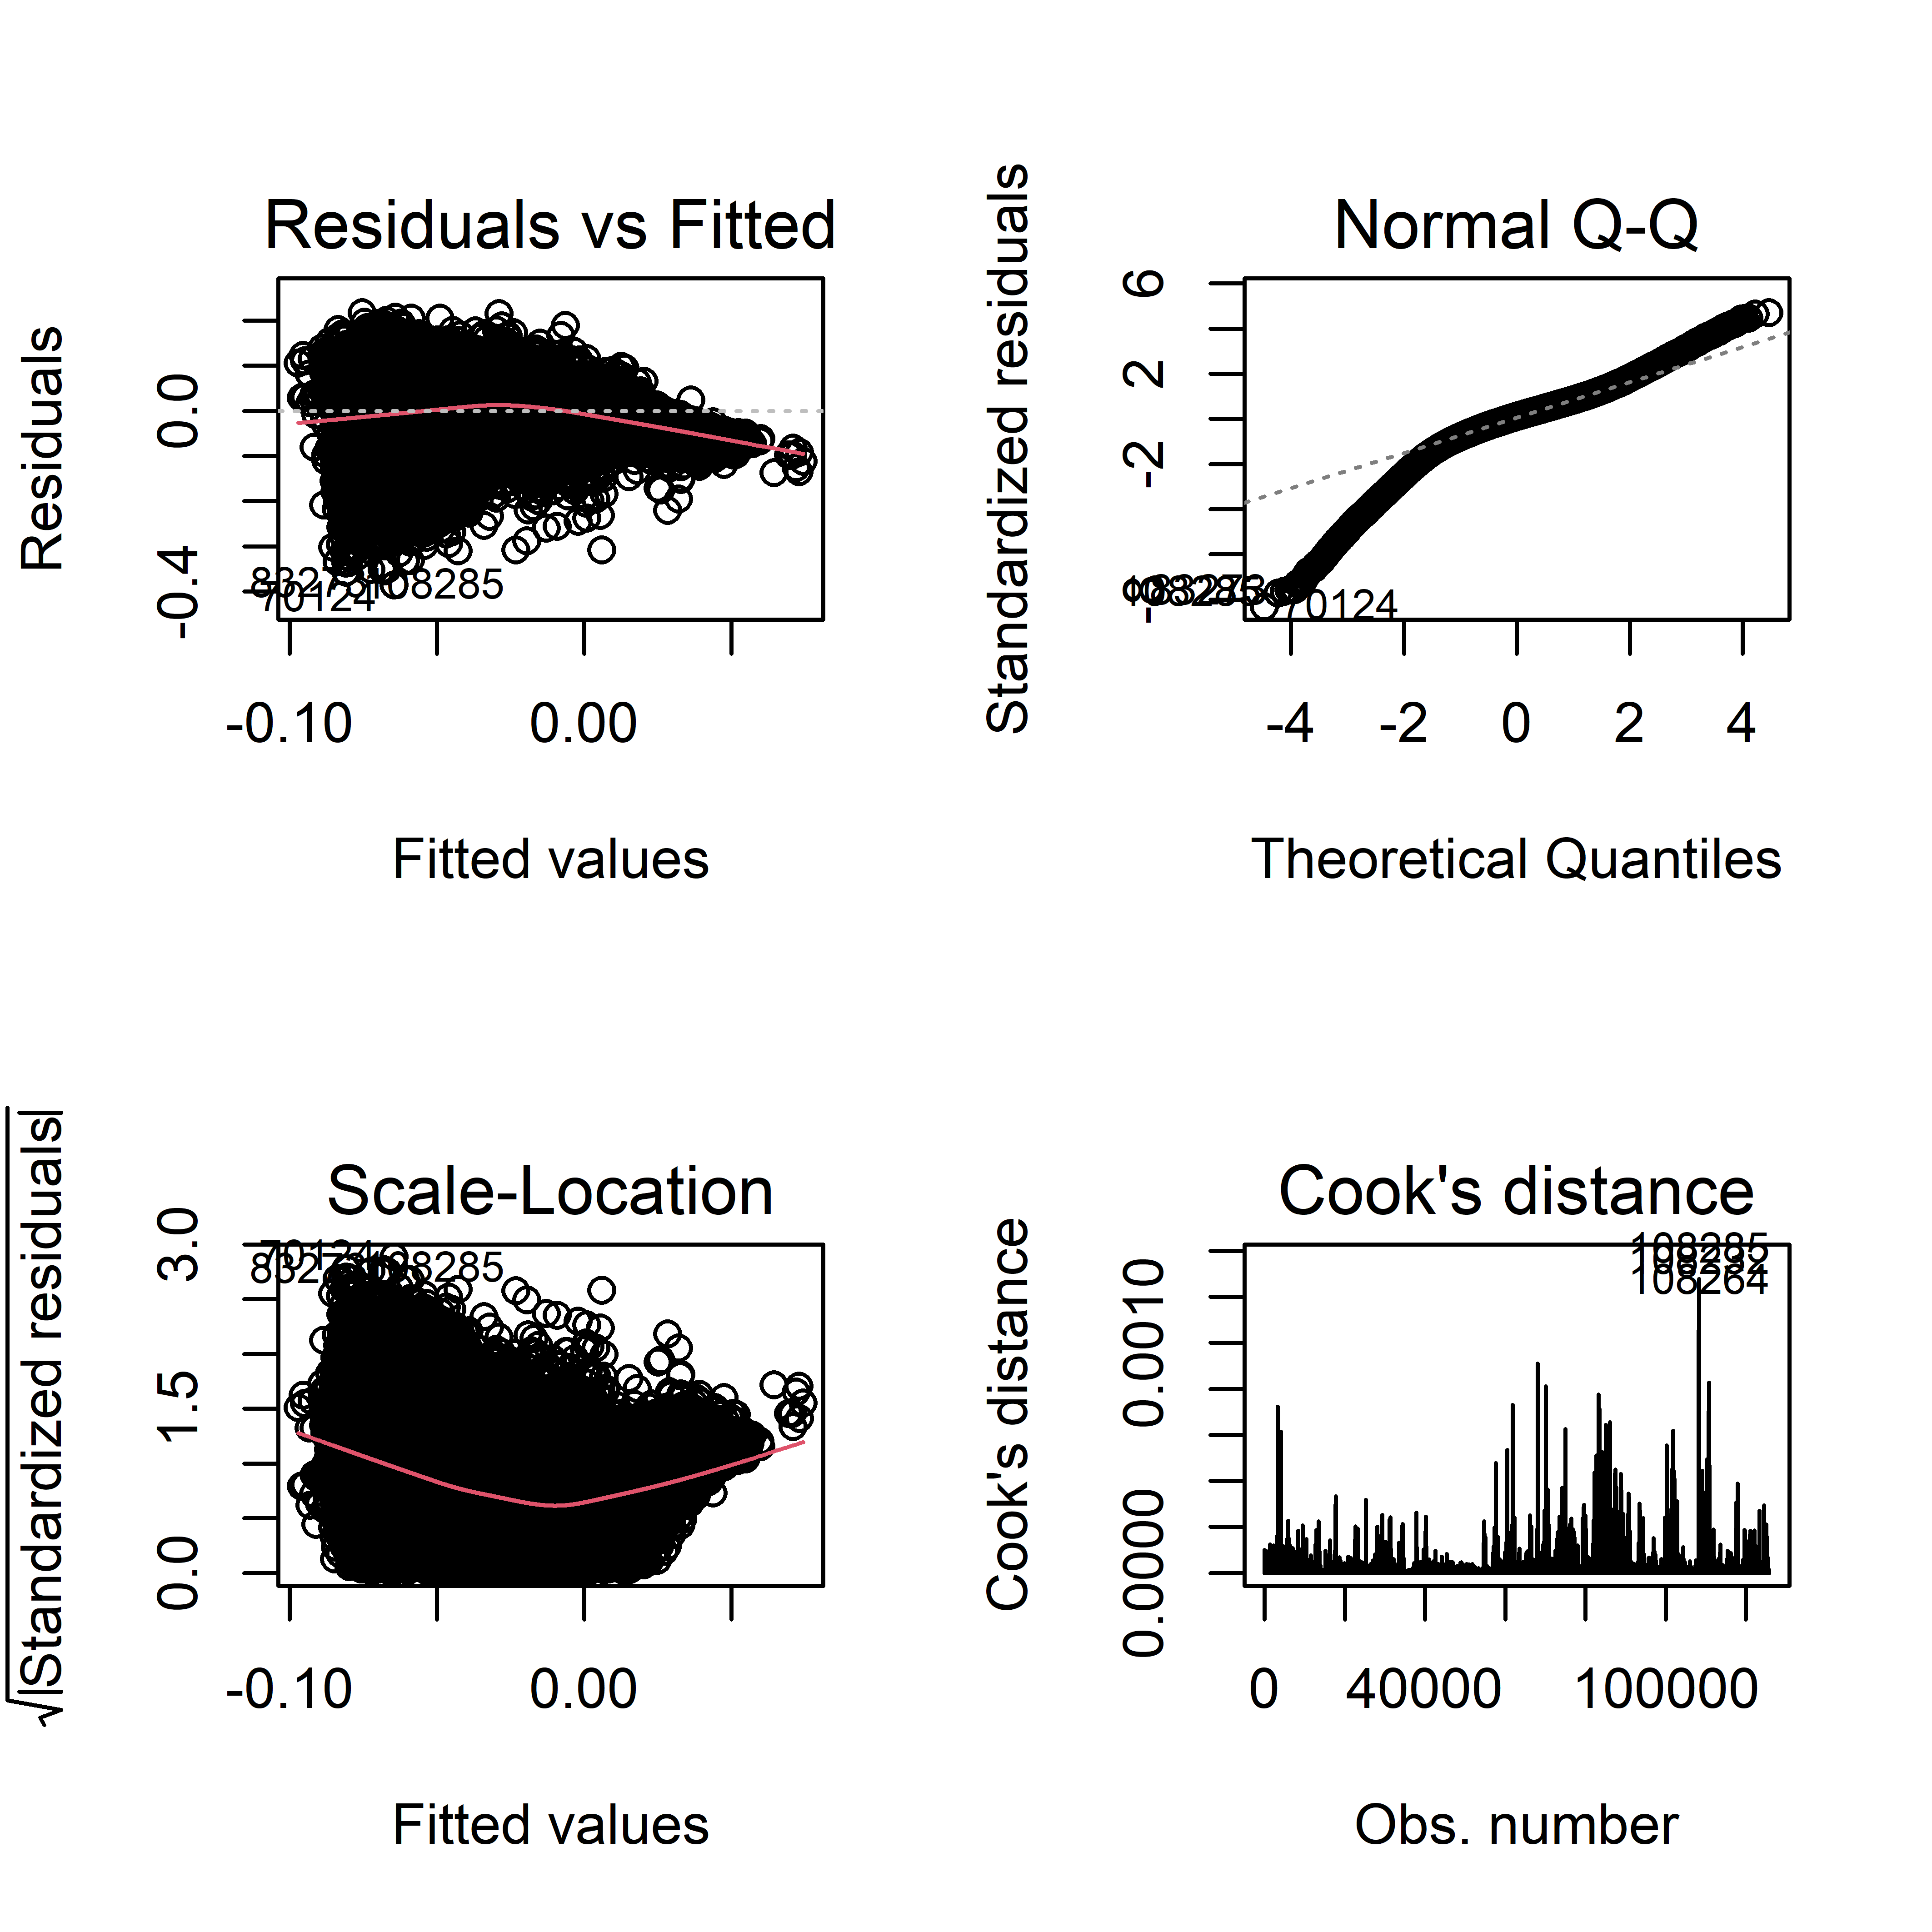 Residuals vs Fitted
Residuals
0.0
-0.4
70124
108285
-0.10 0.00
Fitted values
Normal Q-Q
Standardized residuals
6
2
-2
70124
-4 -2 0 2 4
Theoretical Quantiles
Scale-Location
√|Standardized residuals|
3.0
1.5
0.0
70124
108285
-0.10 0.00
Fitted values
Cook's distance
Cook's distance
0.0010
0.0000
108285
108264
0 40000 100000
Obs. number